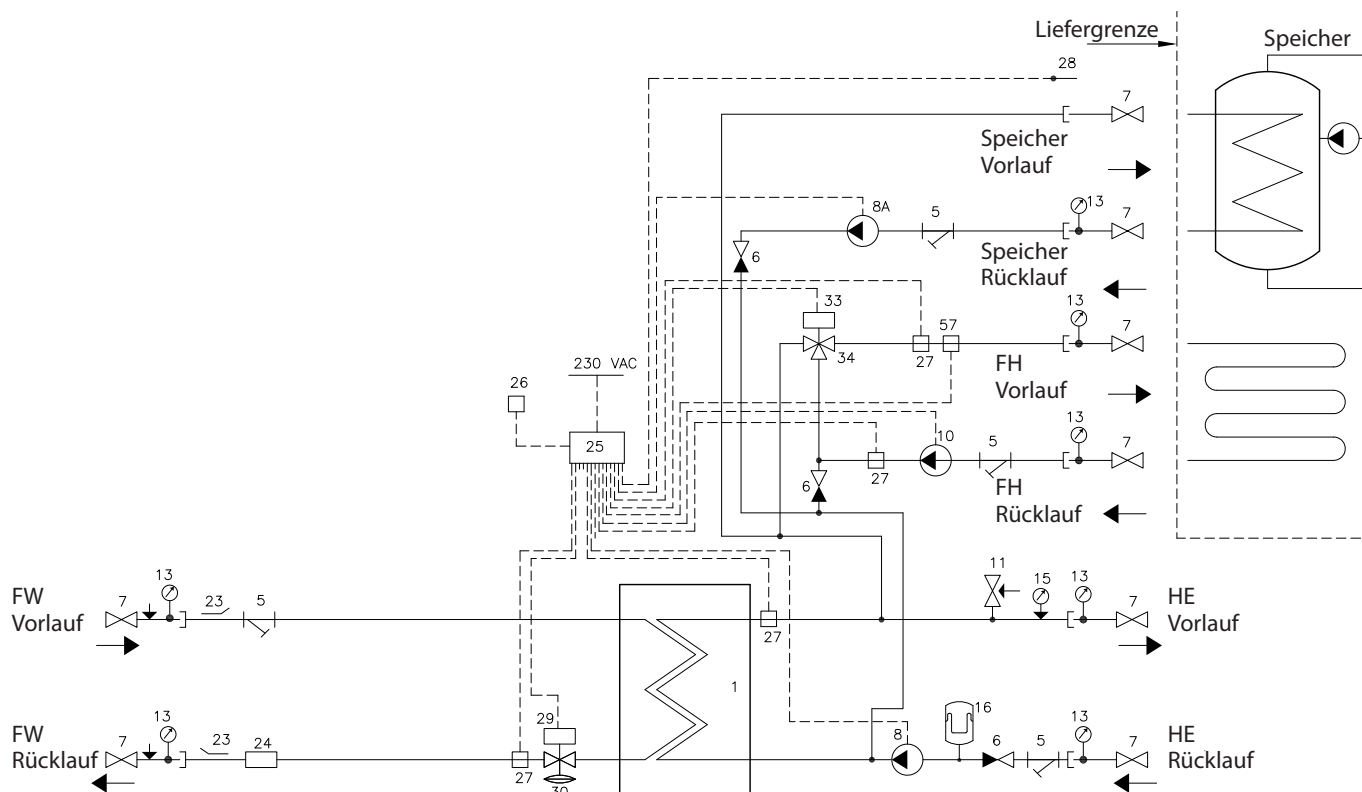 Liefergrenze
Speicher
28
7
Speicher
Vorlauf
8A
5
13
7
6
Speicher
Rücklauf
33
13
57
7
34
27
FH
Vorlauf
230 VAC
26
25
10
5
13
7
27
6
FH
Rücklauf
FW
Vorlauf
7
13
23
5
27
11
15
13
7
HE
Vorlauf
1
FW
Rücklauf
7
13
23
24
27
29
30
8
16
6
5
13
7
HE
Rücklauf